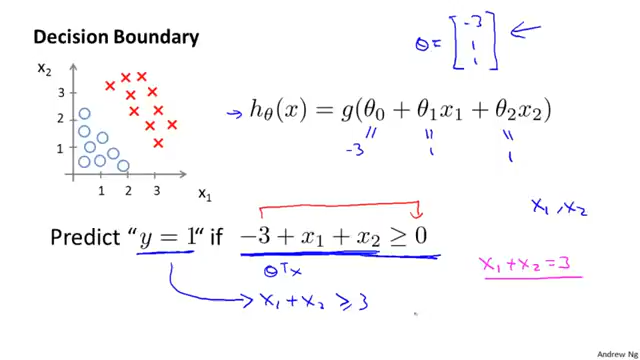 Decision Boundary
θ = [-3 1 1]
x₂
3
2
1
1 2 3
x₁
→ hθ(x) = g(θ₀ + θ₁x₁ + θ₂x₂)
-3 1 1
x₁, x₂
Predict "y = 1" if -3 + x₁ + x₂ ≥ 0
θᵀx
x₁ + x₂ = 3
x₁ + x₂ ≥ 3
Andrew Ng